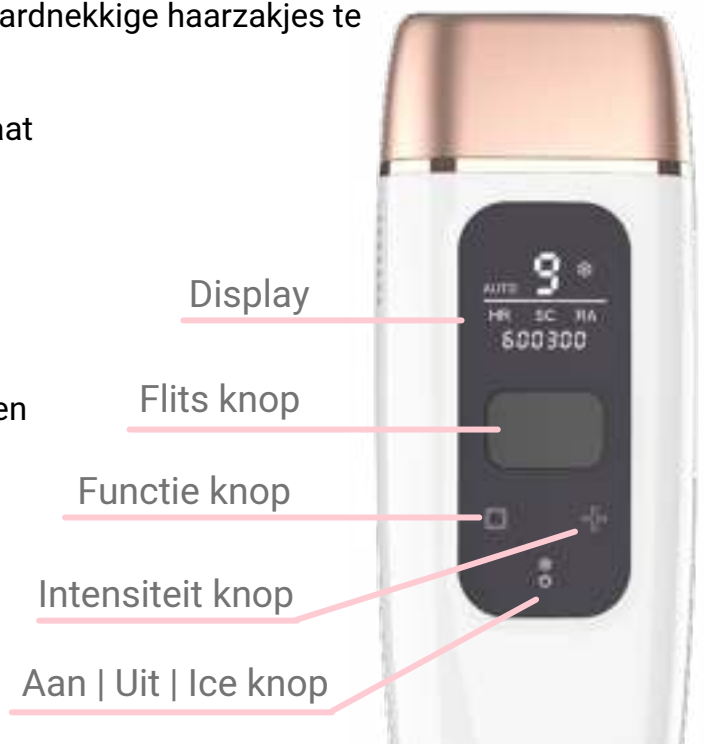 ardnekkige haarzakjes te
at
Display
9
AUTO
HR SC RA
600300
en
Flits knop
Functie knop
Intensiteit knop
Aan | Uit | Ice knop